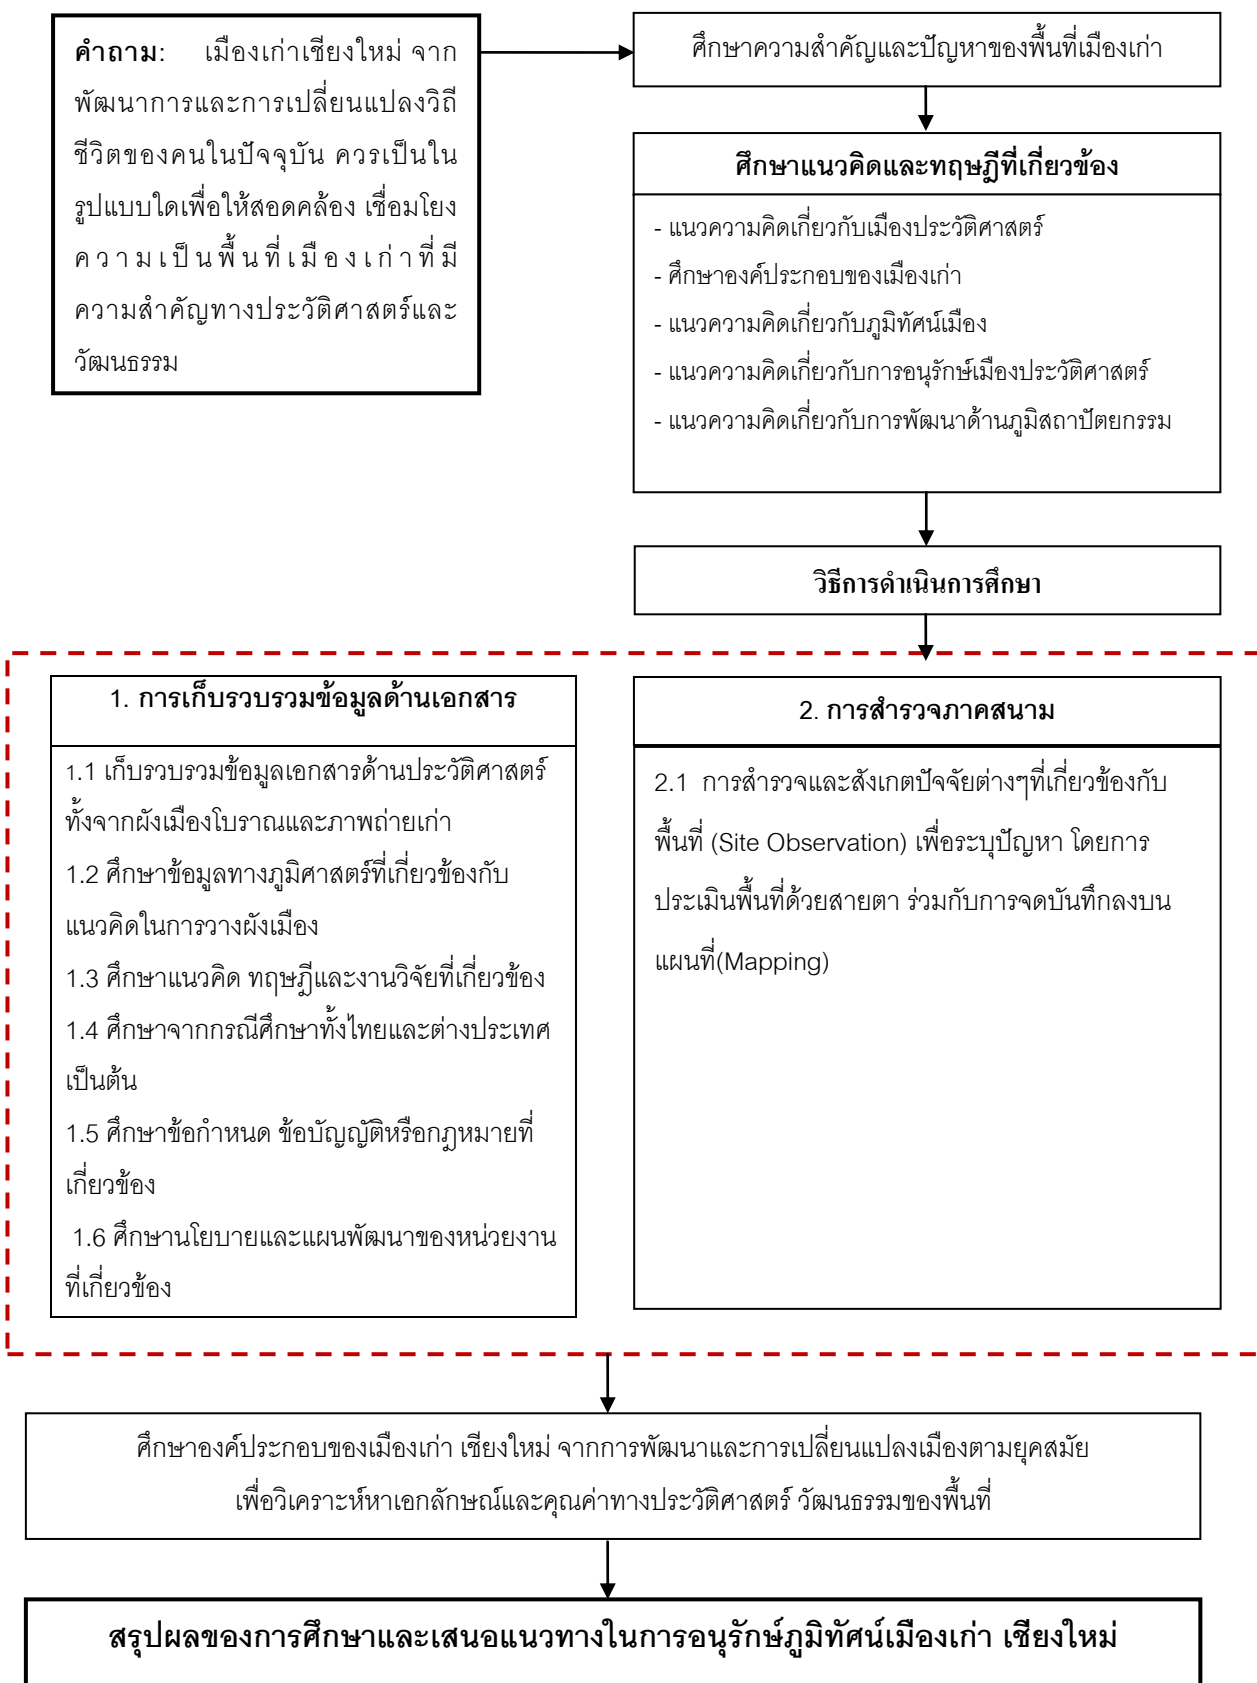 คำถาม: เมืองเก่าเชียงใหม่ จาก
พัฒนาการและการเปลี่ยนแปลงวิถี
ชีวิตของคนในปัจจุบัน ควรเป็นใน
รูปแบบใดเพื่อให้สอดคล้อง เชื่อมโยง
ความเป็นพื้นที่เมืองเก่าที่มี
ความสำคัญทางประวัติศาสตร์และ
วัฒนธรรม
ศึกษาความสำคัญและปัญหาของพื้นที่เมืองเก่า
ศึกษาแนวคิดและทฤษฎีที่เกี่ยวข้อง
- แนวความคิดเกี่ยวกับเมืองประวัติศาสตร์
- ศึกษาองค์ประกอบของเมืองเก่า
- แนวความคิดเกี่ยวกับภูมิทัศน์เมือง
- แนวความคิดเกี่ยวกับการอนุรักษ์เมืองประวัติศาสตร์
- แนวความคิดเกี่ยวกับการพัฒนาด้านภูมิสถาปัตยกรรม
วิธีการดำเนินการศึกษา
1. การเก็บรวบรวมข้อมูลด้านเอกสาร
1.1 เก็บรวบรวมข้อมูลเอกสารด้านประวัติศาสตร์
ทั้งจากผังเมืองโบราณและภาพถ่ายเก่า
1.2 ศึกษาข้อมูลทางภูมิศาสตร์ที่เกี่ยวข้องกับ
แนวคิดในการวางผังเมือง
1.3 ศึกษาแนวคิด ทฤษฎีและงานวิจัยที่เกี่ยวข้อง
1.4 ศึกษาจากกรณีศึกษาทั้งไทยและต่างประเทศ
เป็นต้น
1.5 ศึกษาข้อกำหนด ข้อบัญญัติหรือกฎหมายที่
เกี่ยวข้อง
1.6 ศึกษานโยบายและแผนพัฒนาของหน่วยงาน
ที่เกี่ยวข้อง
2. การสำรวจภาคสนาม
2.1 การสำรวจและสังเกตปัจจัยต่างๆที่เกี่ยวข้องกับ
พื้นที่ (Site Observation) เพื่อระบุปัญหา โดยการ
ประเมินพื้นที่ด้วยสายตา ร่วมกับการจดบันทึกลงบน
แผนที่(Mapping)
ศึกษาองค์ประกอบของเมืองเก่า เชียงใหม่ จากการพัฒนาและการเปลี่ยนแปลงเมืองตามยุคสมัย
เพื่อวิเคราะห์หาเอกลักษณ์และคุณค่าทางประวัติศาสตร์ วัฒนธรรมของพื้นที่
สรุปผลของการศึกษาและเสนอแนวทางในการอนุรักษ์ภูมิทัศน์เมืองเก่า เชียงใหม่